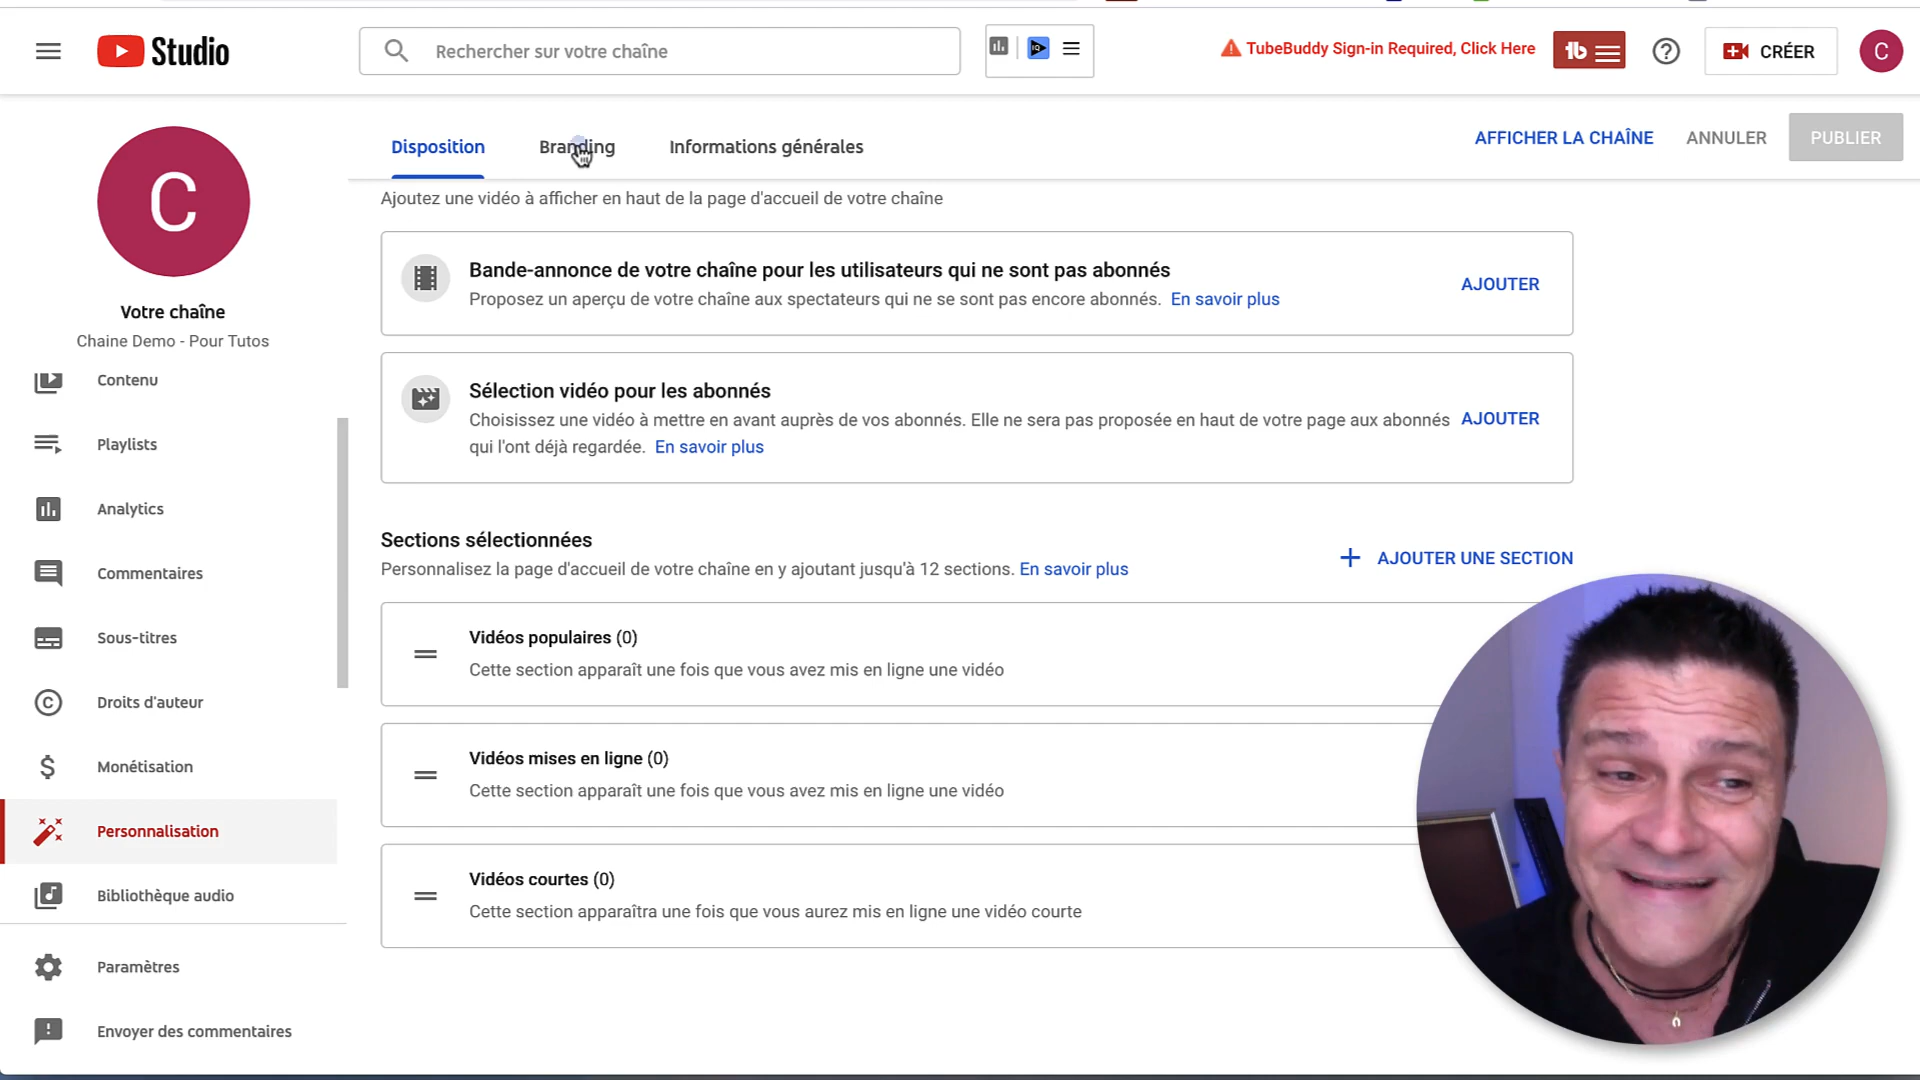 Studio
Rechercher sur votre chaîne
TubeBuddy Sign-in Required, Click Here
tb
CRÉER
C
C
Votre chaîne
Chaine Demo - Pour Tutos
Contenu
Playlists
Analytics
Commentaires
Sous-titres
Droits d'auteur
Monétisation
Personnalisation
Bibliothèque audio
Paramètres
Envoyer des commentaires
Disposition
Branding
Informations générales
AFFICHER LA CHAÎNE
ANNULER
PUBLIER
Ajoutez une vidéo à afficher en haut de la page d'accueil de votre chaîne
Bande-annonce de votre chaîne pour les utilisateurs qui ne sont pas abonnés
Proposez un aperçu de votre chaîne aux spectateurs qui ne se sont pas encore abonnés. En savoir plus
AJOUTER
Sélection vidéo pour les abonnés
Choisissez une vidéo à mettre en avant auprès de vos abonnés. Elle ne sera pas proposée en haut de votre page aux abonnés
qui l'ont déjà regardée. En savoir plus
AJOUTER
Sections sélectionnées
Personnalisez la page d'accueil de votre chaîne en y ajoutant jusqu'à 12 sections. En savoir plus
AJOUTER UNE SECTION
Vidéos populaires (0)
Cette section apparaît une fois que vous avez mis en ligne une vidéo
Vidéos mises en ligne (0)
Cette section apparaît une fois que vous avez mis en ligne une vidéo
Vidéos courtes (0)
Cette section apparaîtra une fois que vous aurez mis en ligne une vidéo courte